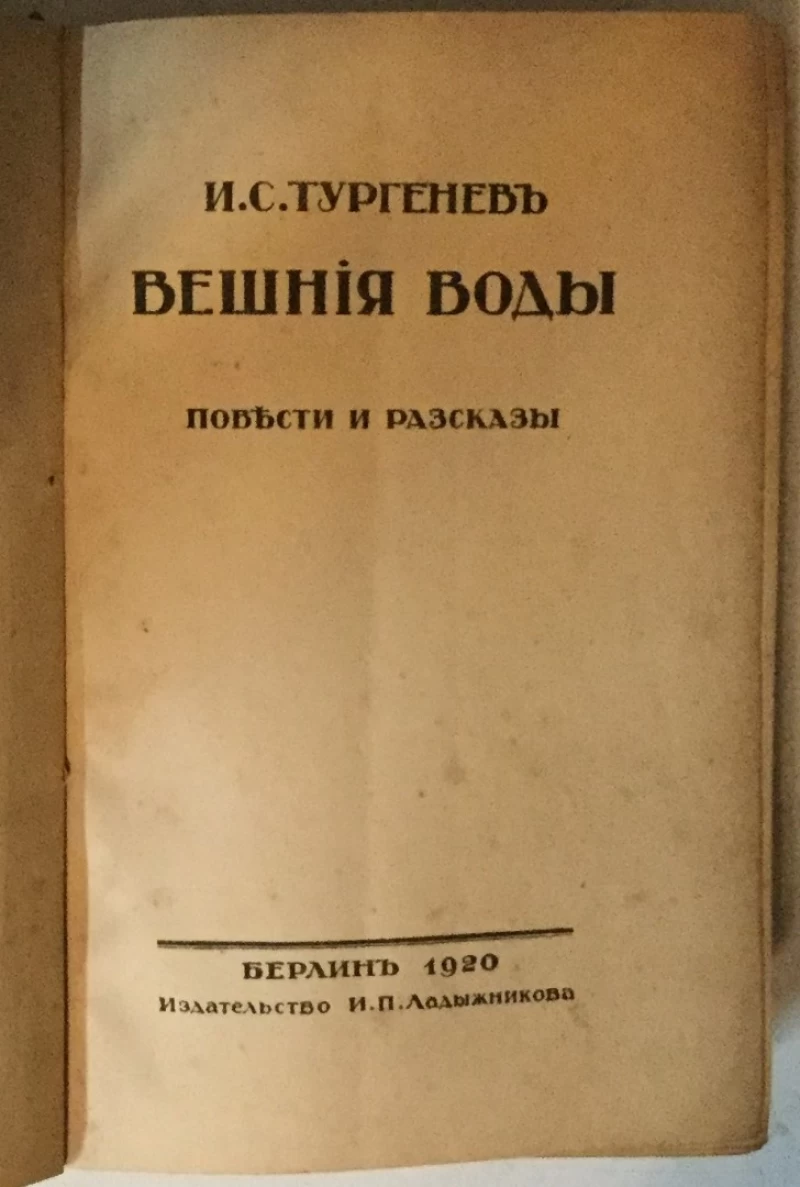 И.С.ТУРГЕНЕВЪ
ВЕШНІЯ ВОДЫ
ПОВѢСТИ И РАЗСКАЗЫ
БЕРЛИНЪ 1920
Издательство И.П.Ладыжникова